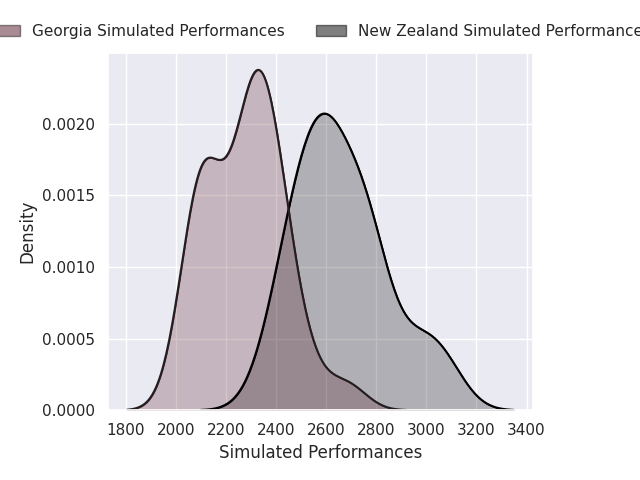 Georgia Simulated Performances New Zealand Simulated Performance
0.0020
0.0015
0.0010
0.0005
0.0000
Density
1800 2000 2200 2400 2600 2800 3000 3200 3400
Simulated Performances